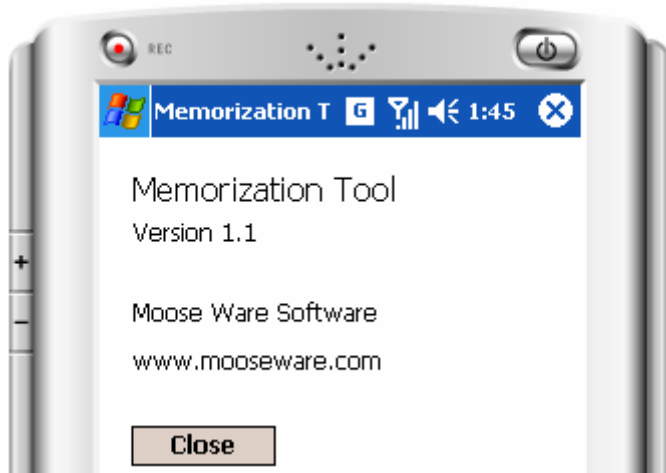 REC
Memorization T G 1:45
Memorization Tool
Version 1.1
Moose Ware Software
www.mooseware.com
+
-
Close